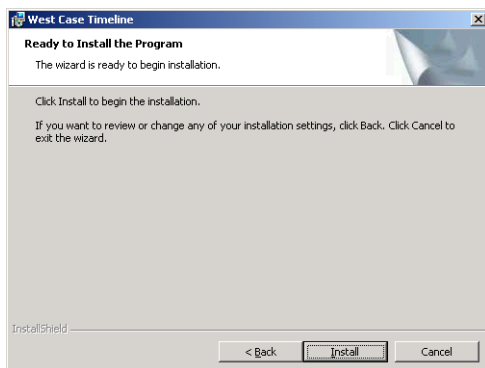 West Case Timeline
Ready to Install the Program
The wizard is ready to begin installation.
Click Install to begin the installation.
If you want to review or change any of your installation settings, click Back. Click Cancel to
exit the wizard.
InstallShield
< Back Install Cancel